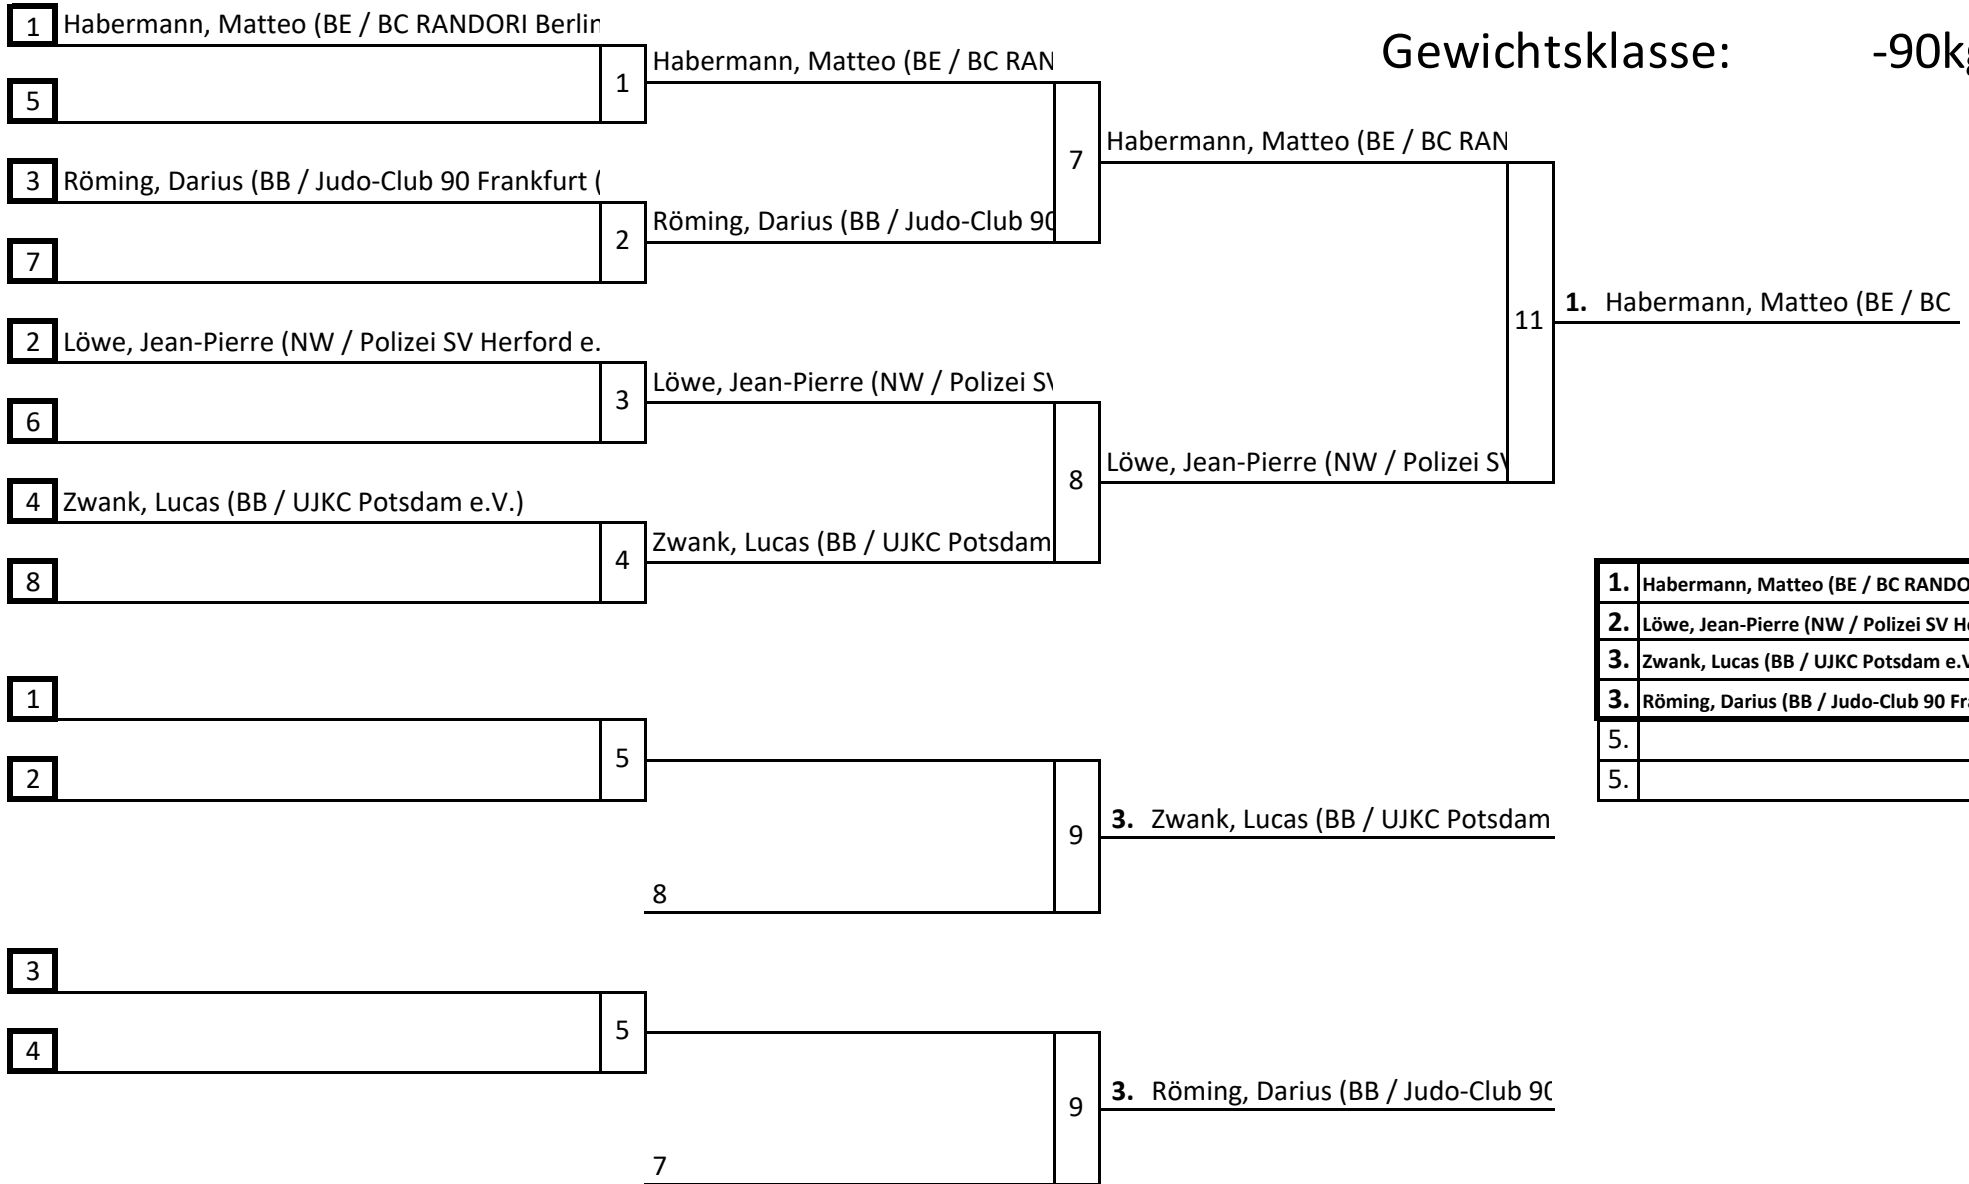 Gewichtsklasse: -90kg
1 Habermann, Matteo (BE / BC RANDORI Berlin
1 Habermann, Matteo (BE / BC RAN
5
7 Habermann, Matteo (BE / BC RAN
3 Röming, Darius (BB / Judo-Club 90 Frankfurt (
2 Röming, Darius (BB / Judo-Club 90
7
11 1. Habermann, Matteo (BE / BC
2 Löwe, Jean-Pierre (NW / Polizei SV Herford e.
3 Löwe, Jean-Pierre (NW / Polizei SV
6
8 Löwe, Jean-Pierre (NW / Polizei SV
4 Zwank, Lucas (BB / UJKC Potsdam e.V.)
4 Zwank, Lucas (BB / UJKC Potsdam
8
1. Habermann, Matteo (BE / BC RANDO
2. Löwe, Jean-Pierre (NW / Polizei SV He
3. Zwank, Lucas (BB / UJKC Potsdam e.V
3. Röming, Darius (BB / Judo-Club 90 Fra
5.
5.
1
5
2
9 3. Zwank, Lucas (BB / UJKC Potsdam
8
3
5
4
9 3. Röming, Darius (BB / Judo-Club 90
7